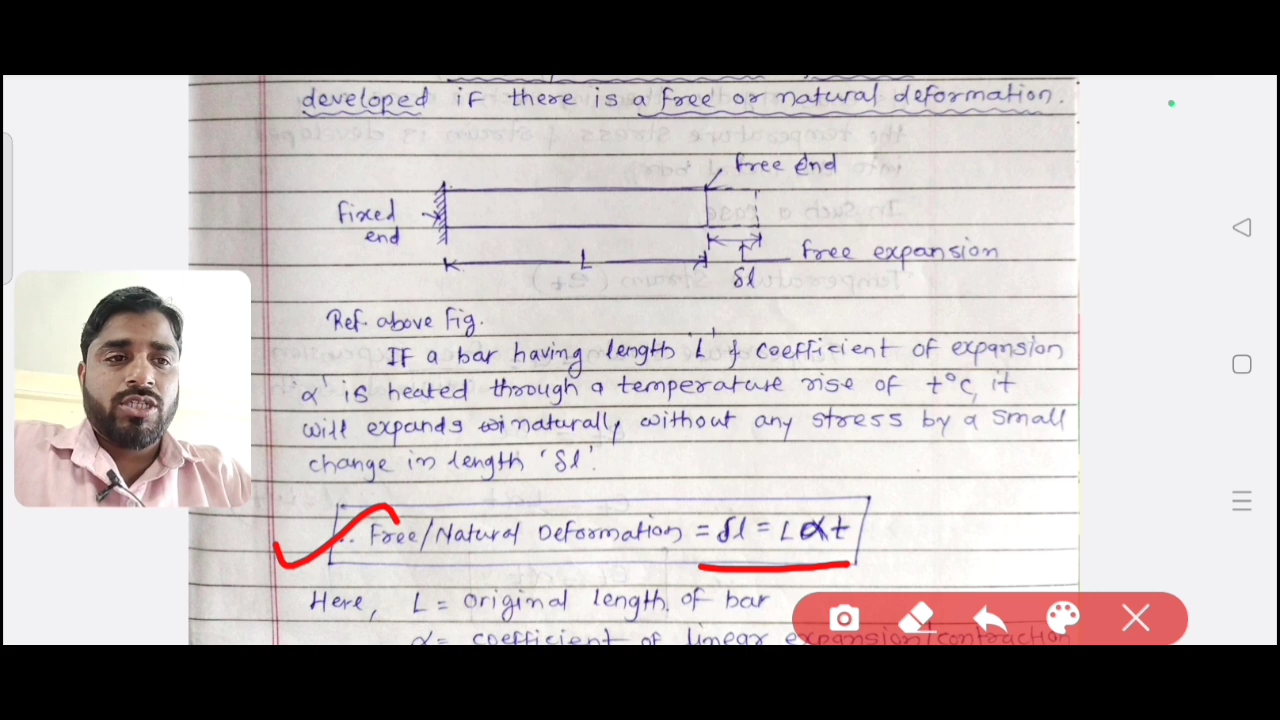 developed if there is a free or natural deformation.
free End
Fixed
end
L
free expansion
δl
Ref. above Fig.
IF a bar having length 'L' & coefficient of expansion
'α' is heated through a temperature rise of t°C, it
will expands naturally, without any stress by a small
change in length 'δl'.
∴ Free/Natural Deformation = δl = Lαt
Here, L = original length of bar
α = coefficient of linear expansion/contraction